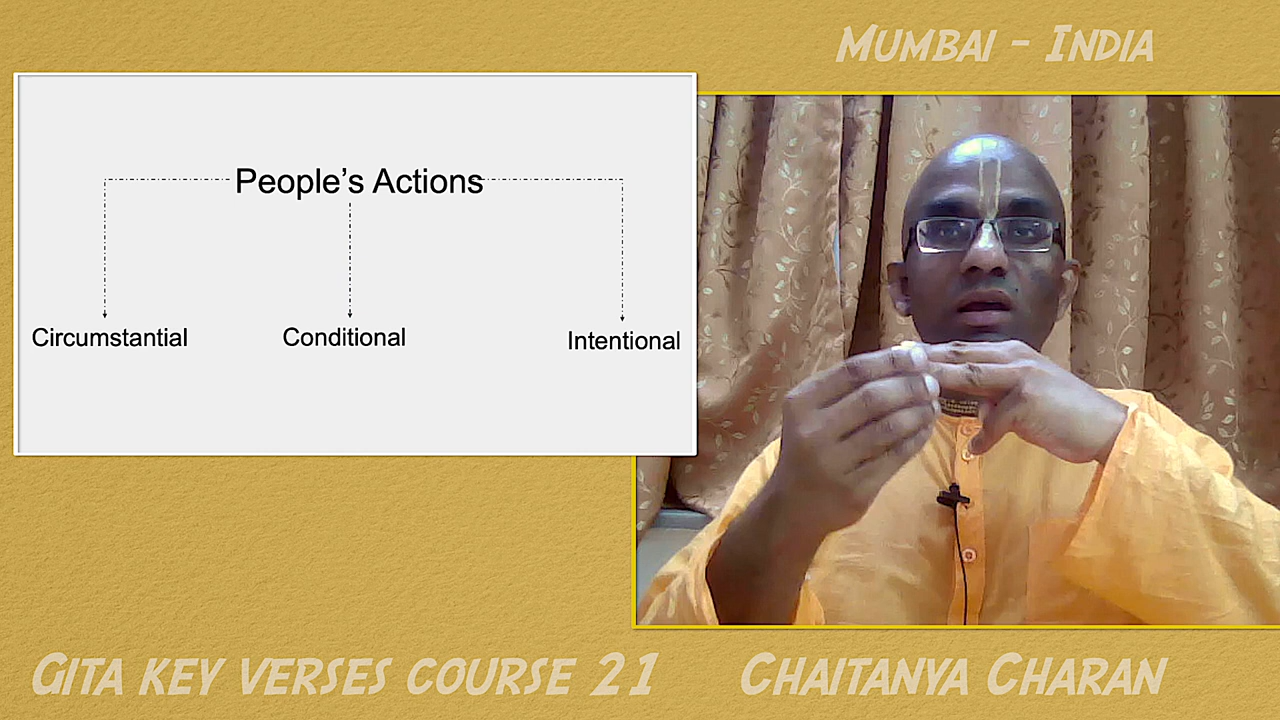 MUMBAI - INDIA
People's Actions
Circumstantial
Conditional
Intentional
GITA KEY VERSES COURSE 21
CHAITANYA CHARAN